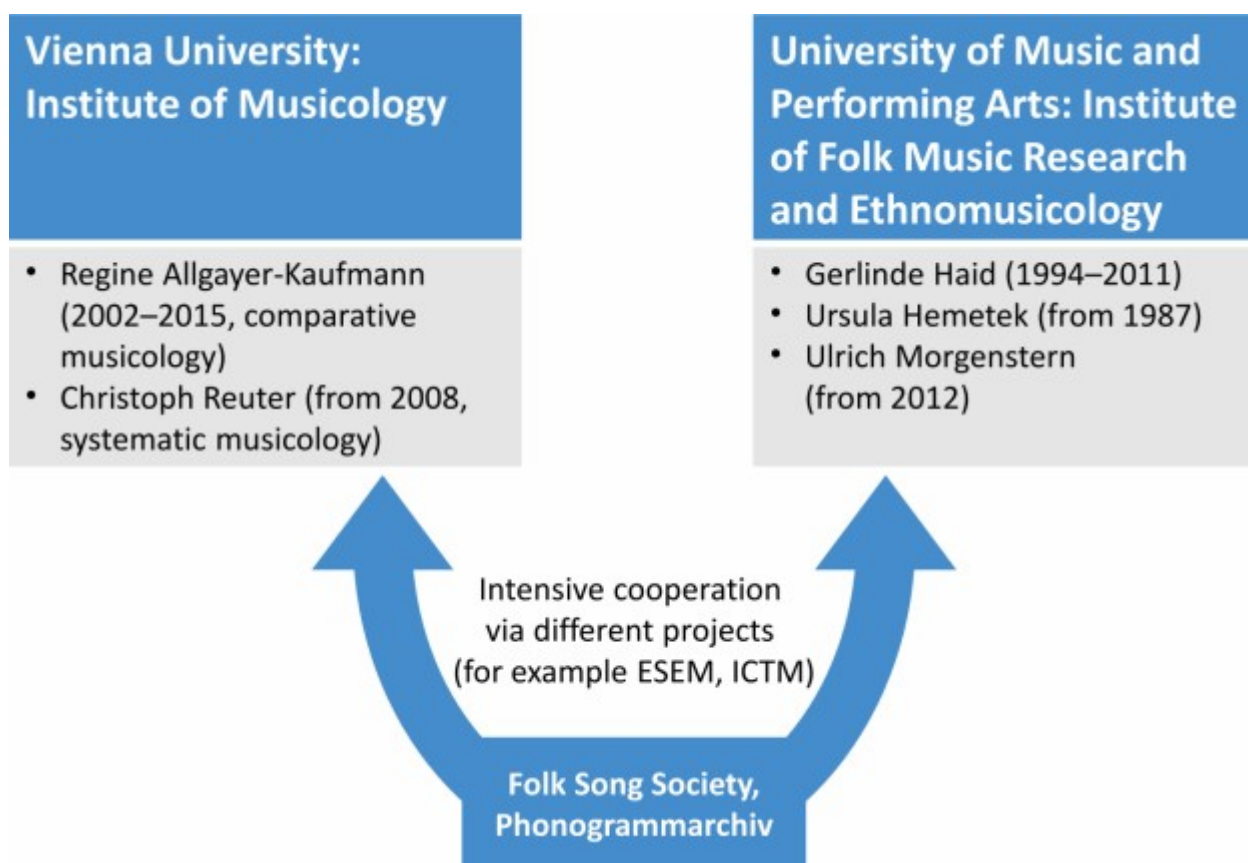 Vienna University:
Institute of Musicology
• Regine Allgayer-Kaufmann
(2002–2015, comparative
musicology)
• Christoph Reuter (from 2008,
systematic musicology)
University of Music and
Performing Arts: Institute
of Folk Music Research
and Ethnomusicology
• Gerlinde Haid (1994–2011)
• Ursula Hemetek (from 1987)
• Ulrich Morgenstern
(from 2012)
Intensive cooperation
via different projects
(for example ESEM, ICTM)
Folk Song Society,
Phonogrammarchiv